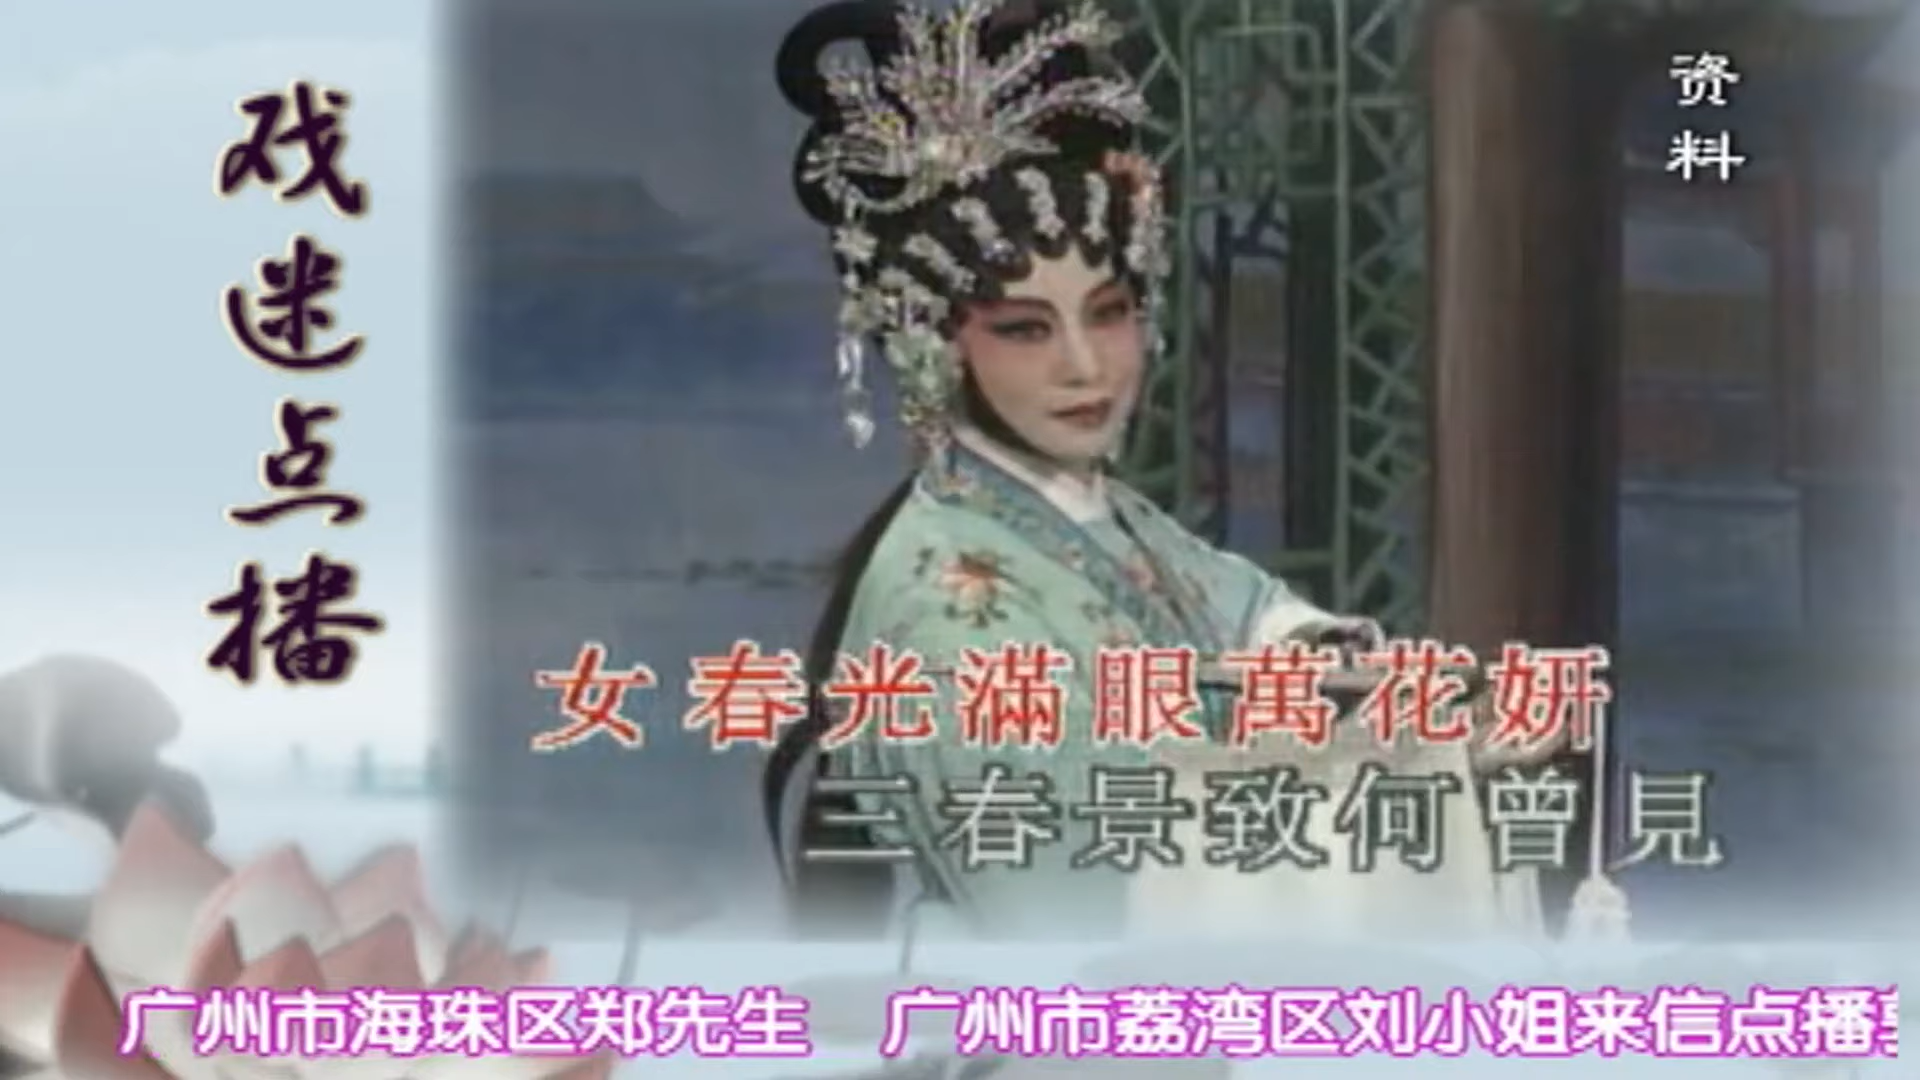 戏迷点播
资料
女春光滿眼萬花妍
三春景致何曾見
广州市海珠区郑先生 广州市荔湾区刘小姐来信点播